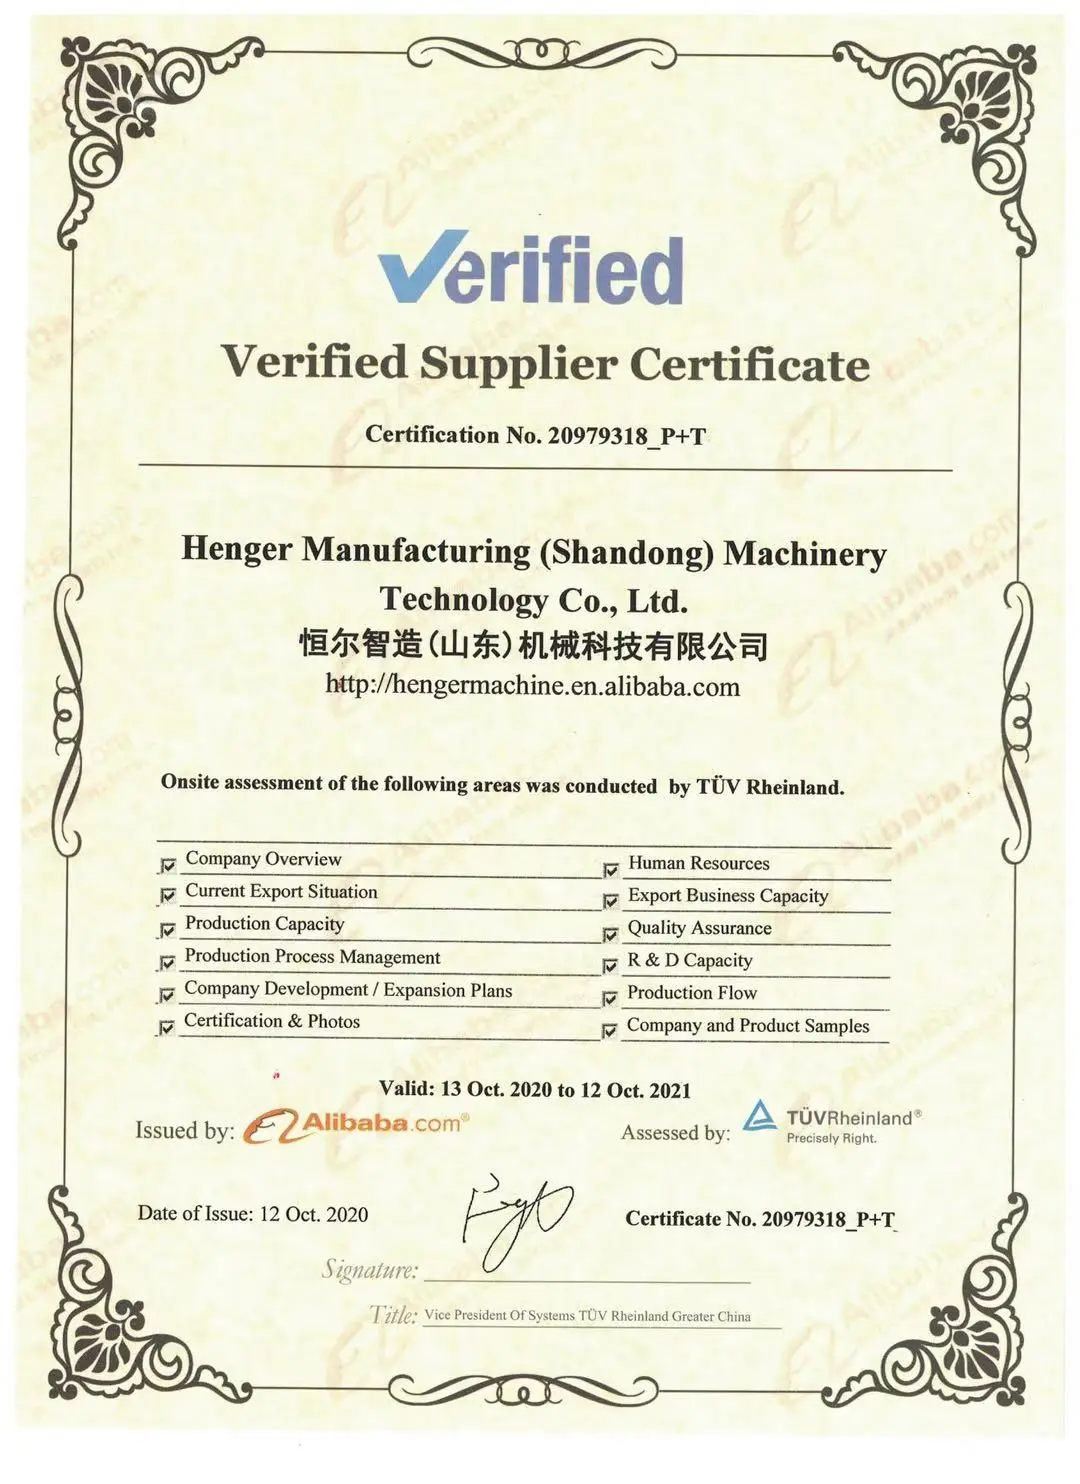 Verified
Verified Supplier Certificate
Certification No. 20979318_P+T
Henger Manufacturing (Shandong) Machinery
Technology Co., Ltd.
恒尔智造(山东)机械科技有限公司
http://hengermachine.en.alibaba.com
Onsite assessment of the following areas was conducted by TÜV Rheinland.
Company Overview
Human Resources
Current Export Situation
Export Business Capacity
Production Capacity
Quality Assurance
Production Process Management
R & D Capacity
Company Development / Expansion Plans
Production Flow
Certification & Photos
Company and Product Samples
Valid: 13 Oct. 2020 to 12 Oct. 2021
Issued by: Alibaba.com®
Assessed by: TÜVRheinland®
Precisely Right.
Date of Issue: 12 Oct. 2020
Certificate No. 20979318_P+T
Signature:
Title: Vice President Of Systems TÜV Rheinland Greater China